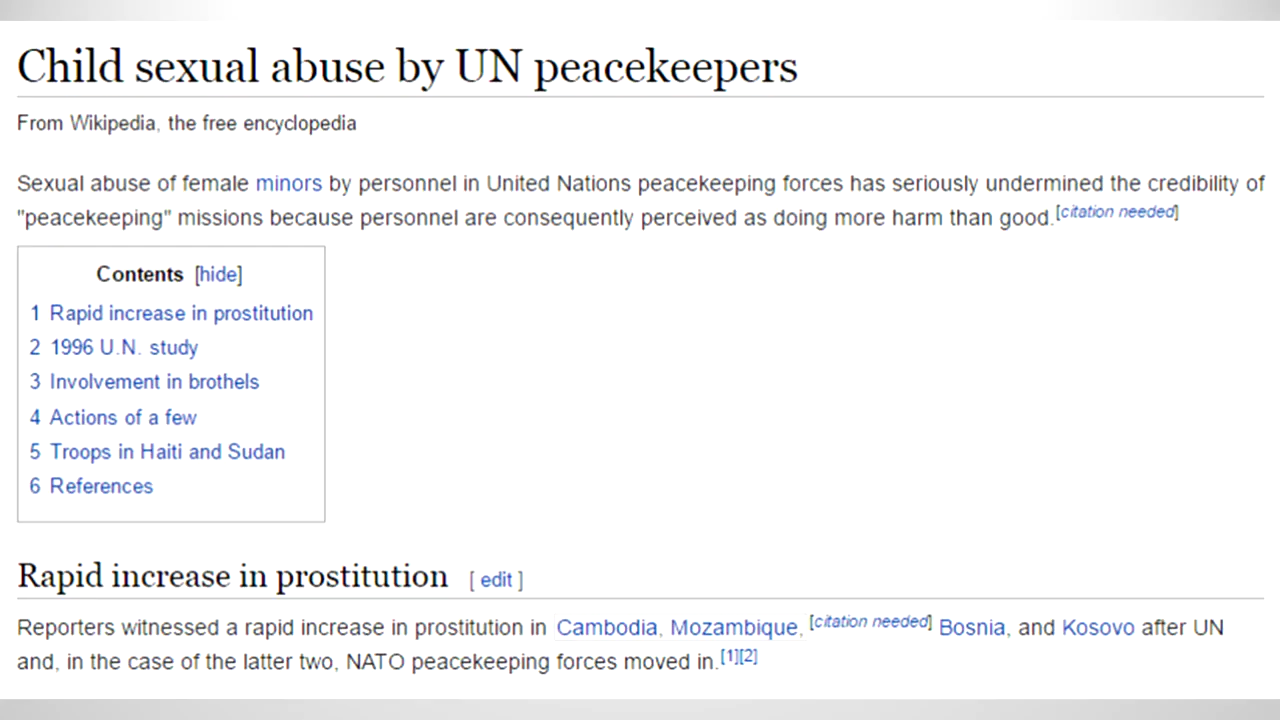 Child sexual abuse by UN peacekeepers
From Wikipedia, the free encyclopedia
Sexual abuse of female minors by personnel in United Nations peacekeeping forces has seriously undermined the credibility of
"peacekeeping" missions because personnel are consequently perceived as doing more harm than good.[citation needed]
Contents [hide]
1 Rapid increase in prostitution
2 1996 U.N. study
3 Involvement in brothels
4 Actions of a few
5 Troops in Haiti and Sudan
6 References
Rapid increase in prostitution [ edit ]
Reporters witnessed a rapid increase in prostitution in Cambodia, Mozambique, [citation needed] Bosnia, and Kosovo after UN
and, in the case of the latter two, NATO peacekeeping forces moved in.[1][2]